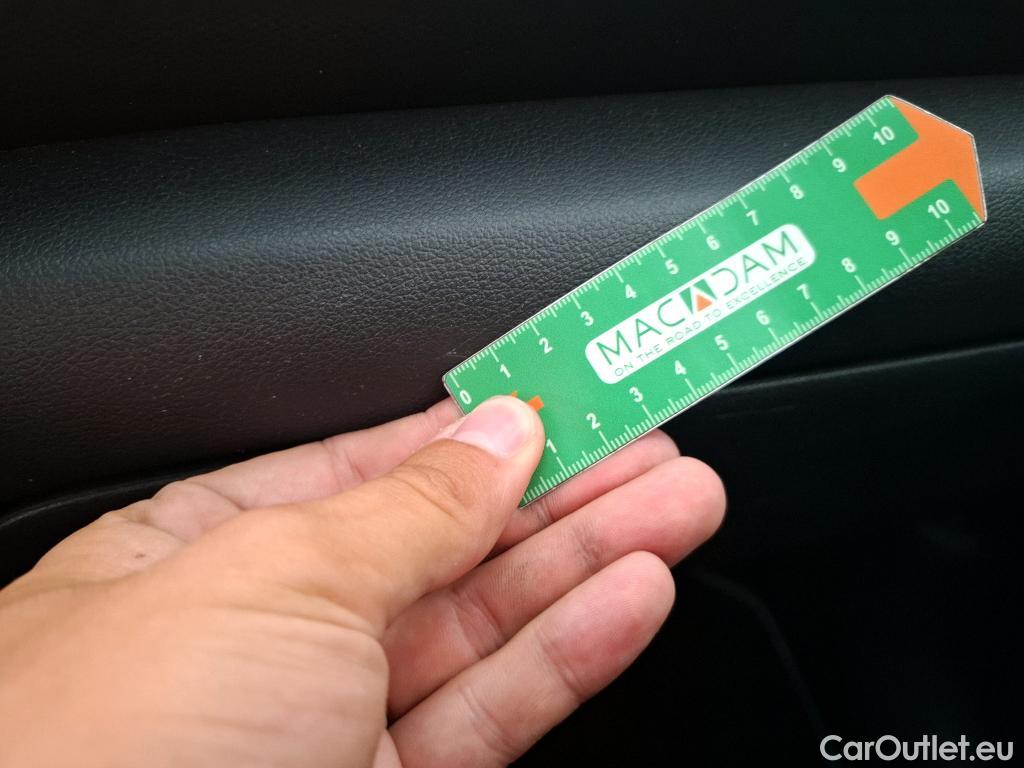 0 1 2 3 4 5 6 7 8 9 10
MACADAM
ON THE ROAD TO EXCELLENCE
1 2 3 4 5 6 7 8 9 10
CarOutlet.eu